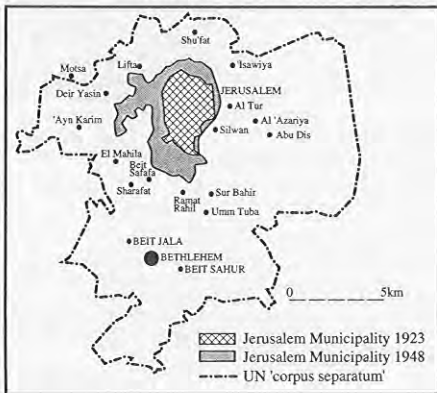 Shu'fat
Motsa
Lifta
'Isawiya
Deir Yasin
JERUSALEM
Al Tur
'Ayn Karim
Al 'Azariya
Silwan
Abu Dis
El Mahila
Beit
Safafa
Sharafat
Ramat
Rahil
Sur Bahir
Umm Tuba
BEIT JALA
BETHLEHEM
BEIT SAHUR
0 5km
Jerusalem Municipality 1923
Jerusalem Municipality 1948
UN 'corpus separatum'